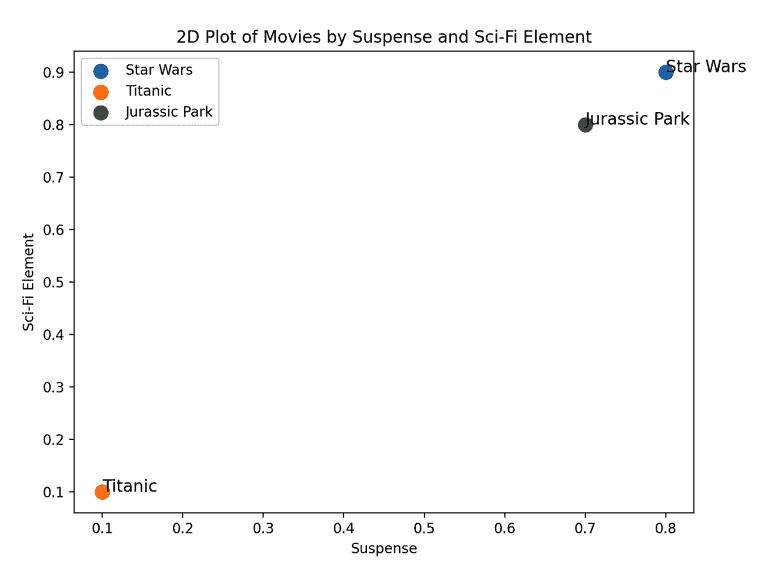 2D Plot of Movies by Suspense and Sci-Fi Element
Star Wars
Titanic
Jurassic Park
Star Wars
Jurassic Park
Titanic
Sci-Fi Element
0.9
0.8
0.7
0.6
0.5
0.4
0.3
0.2
0.1
0.1 0.2 0.3 0.4 0.5 0.6 0.7 0.8
Suspense